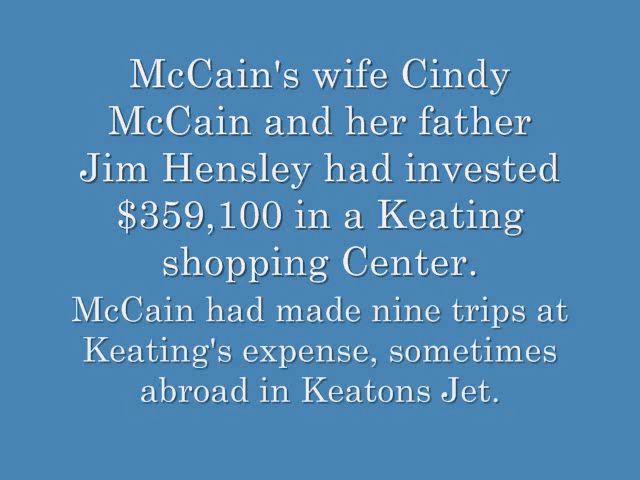 McCain's wife Cindy
McCain and her father
Jim Hensley had invested
$359,100 in a Keating
shopping Center.
McCain had made nine trips at
Keating's expense, sometimes
abroad in Keatons Jet.